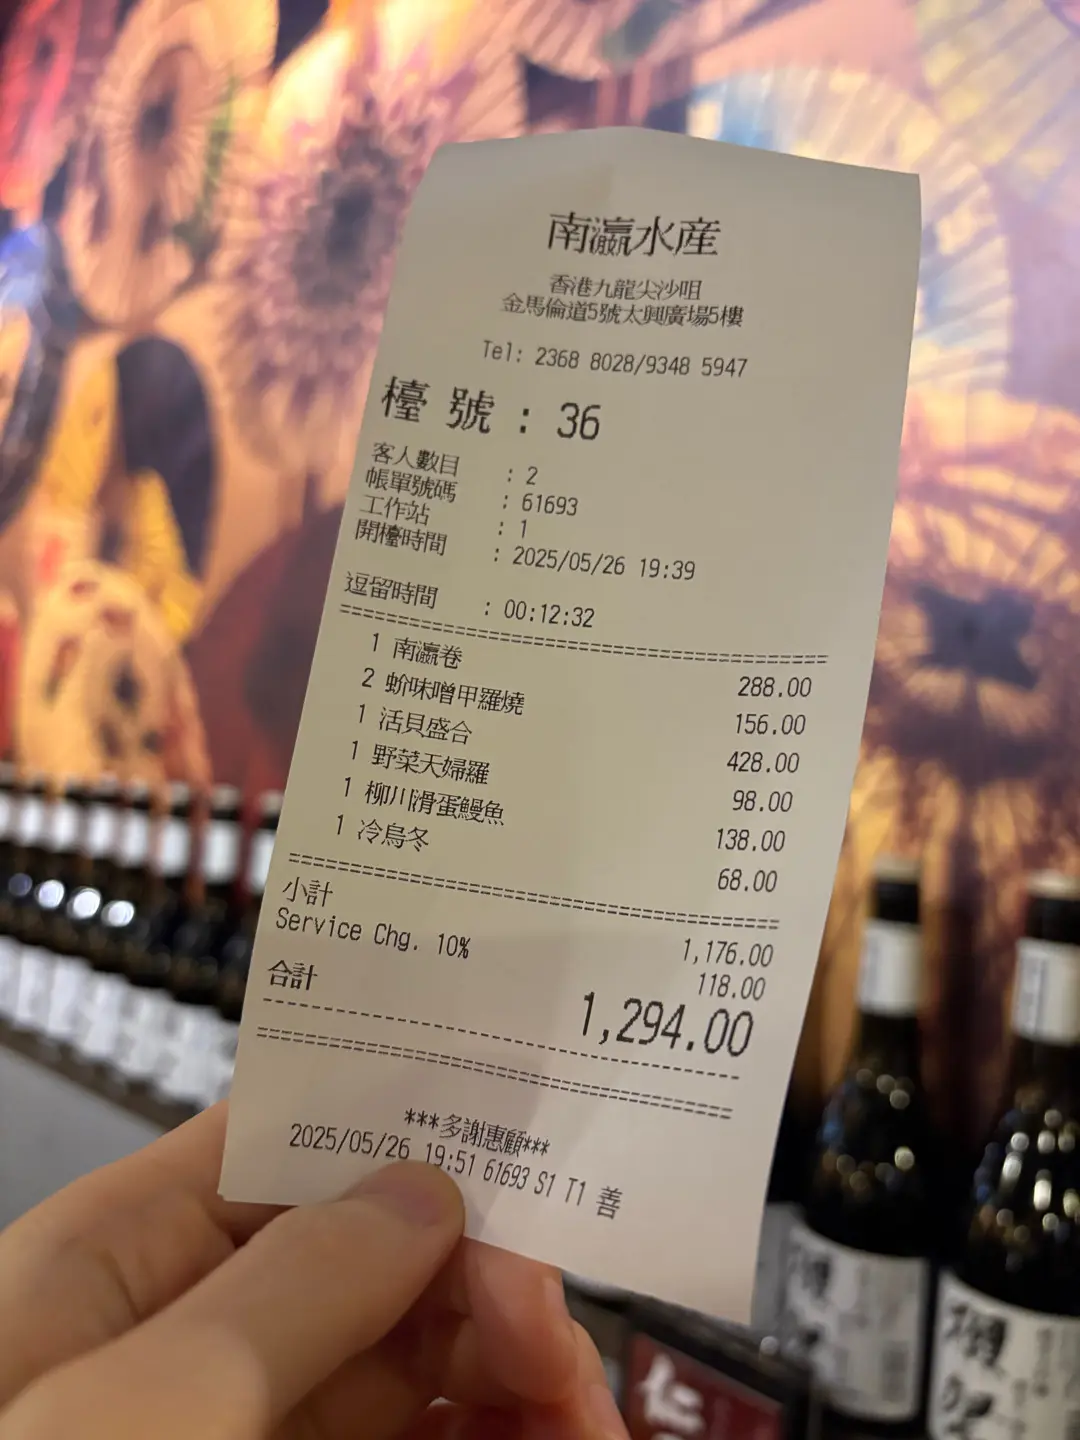 南瀛水産
香港九龍尖沙咀
金馬倫道5號太興廣場5樓
Tel: 2368 8028/9348 5947
檯 號 : 36
客人數目 : 2
帳單號碼 : 61693
工作站 : 1
開檯時間 : 2025/05/26 19:39
逗留時間 : 00:12:32
1 南瀛卷 288.00
2 蚧味噌甲羅燒 156.00
1 活貝盛合 428.00
1 野菜天婦羅 98.00
1 柳川滑蛋鰻魚 138.00
1 冷烏冬 68.00
小計 1,176.00
Service Chg. 10% 118.00
合計 1,294.00
***多謝惠顧***
2025/05/26 19:51 61693 S1 T1 善
仁